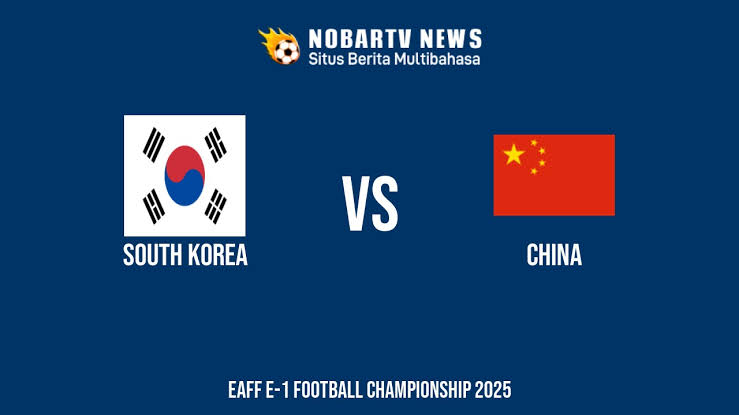 NOBARTV NEWS
Situs Berita Multibahasa
SOUTH KOREA
VS
CHINA
EAFF E-1 FOOTBALL CHAMPIONSHIP 2025